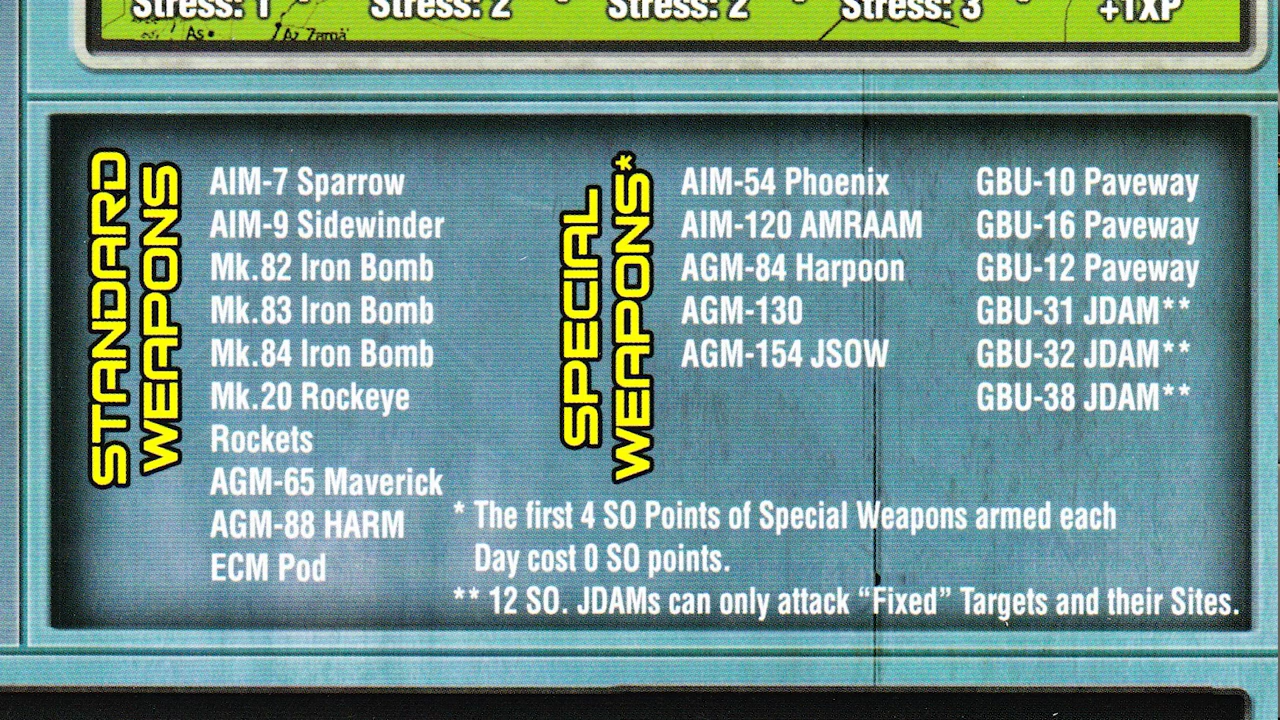 Stress: 1
Stress: 2
Stress: 2
Stress: 3
+1XP
As
Az Zarqa'
STANDARD
WEAPONS
AIM-7 Sparrow
AIM-9 Sidewinder
Mk.82 Iron Bomb
Mk.83 Iron Bomb
Mk.84 Iron Bomb
Mk.20 Rockeye
Rockets
AGM-65 Maverick
AGM-88 HARM
ECM Pod
SPECIAL
WEAPONS*
AIM-54 Phoenix
AIM-120 AMRAAM
AGM-84 Harpoon
AGM-130
AGM-154 JSOW
GBU-10 Paveway
GBU-16 Paveway
GBU-12 Paveway
GBU-31 JDAM**
GBU-32 JDAM**
GBU-38 JDAM**
* The first 4 SO Points of Special Weapons armed each
Day cost 0 SO points.
** 12 SO. JDAMs can only attack “Fixed” Targets and their Sites.